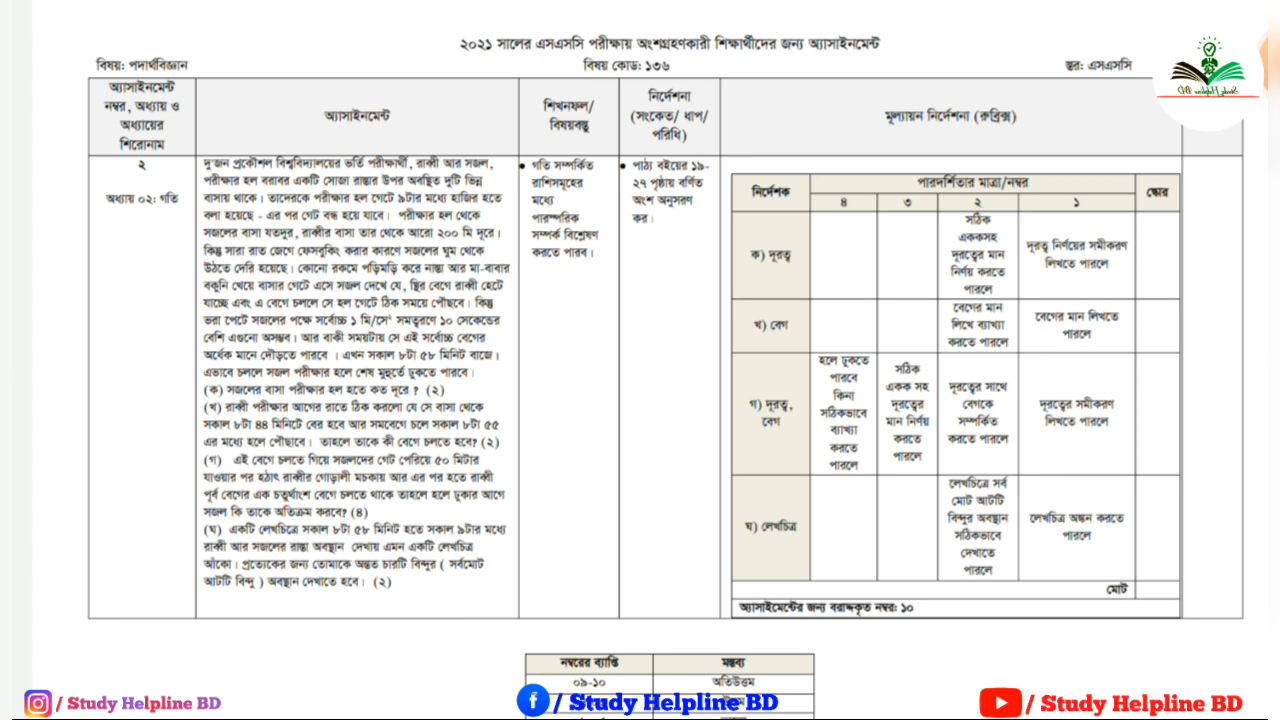 ২০২১ সালের এসএসসি পরীক্ষায় অংশগ্রহণকারী শিক্ষার্থীদের জন্য অ্যাসাইনমেন্ট
বিষয়: পদার্থবিজ্ঞান
বিষয় কোড: ১৩৬
স্তর: এসএসসি
অ্যাসাইনমেন্ট
নম্বর, অধ্যায় ও
অধ্যায়ের
শিরোনাম
অ্যাসাইনমেন্ট
শিখনফল/
বিষয়বস্তু
নির্দেশনা
(সংকেত/ ধাপ/
পরিধি)
মূল্যায়ন নির্দেশনা (রুব্রিক্স)
২
অধ্যায় ০২: গতি
দু'জন প্রকৌশল বিশ্ববিদ্যালয়ের ভর্তি পরীক্ষার্থী, রাব্বী আর সজল,
পরীক্ষার হল বরাবর একটি সোজা রাস্তার উপর অবস্থিত দুটি ভিন্ন
বাসায় থাকে। তাদেরকে পরীক্ষার হল গেটে ৯টার মধ্যে হাজির হতে
বলা হয়েছে - এর পর গেট বন্ধ হয়ে যাবে। পরীক্ষার হল থেকে
সজলের বাসা যতদুর, রাব্বীর বাসা তার থেকে আরো ২০০ মি দূরে।
কিন্তু সারা রাত জেগে ফেসবুকিং করার কারণে সজলের ঘুম থেকে
উঠতে দেরি হয়েছে। কোনো রকমে পড়িমড়ি করে নাস্তা আর মা-বাবার
বকুনি খেয়ে বাসার গেটে এসে সজল দেখে যে, স্থির বেগে রাব্বী হেটে
যাচ্ছে এবং এ বেগে চললে সে হল গেটে ঠিক সময়ে পৌছবে। কিন্তু
ভরা পেটে সজলের পক্ষে সর্বোচ্চ ১ মি/সে² সমত্বরণে ১০ সেকেন্ডের
বেশি এগুনো অসম্ভব। আর বাকী সময়টায় সে এই সর্বোচ্চ বেগের
অর্ধেক মানে দৌড়তে পারবে । এখন সকাল ৮টা ৫৮ মিনিট বাজে।
এভাবে চললে সজল পরীক্ষার হলে শেষ মুহুর্তে ঢুকতে পারবে।
(ক) সজলের বাসা পরীক্ষার হল হতে কত দূরে ? (২)
(খ) রাব্বী পরীক্ষার আগের রাতে ঠিক করলো যে সে বাসা থেকে
সকাল ৮টা ৪৪ মিনিটে বের হবে আর সমবেগে চলে সকাল ৮টা ৫৫
এর মধ্যে হলে পৌছাবে। তাহলে তাকে কী বেগে চলতে হবে? (২)
(গ) এই বেগে চলতে গিয়ে সজলদের গেট পেরিয়ে ৫০ মিটার
যাওয়ার পর হঠাৎ রাব্বীর গোড়ালী মচকায় আর এর পর হতে রাব্বী
পূর্ব বেগের এক চতুর্থাংশ বেগে চলতে থাকে তাহলে হলে ঢুকার আগে
সজল কি তাকে অতিক্রম করবে? (৪)
(ঘ) একটি লেখচিত্রে সকাল ৮টা ৫৮ মিনিট হতে সকাল ৯টার মধ্যে
রাব্বী আর সজলের রাস্তা অবস্থান দেখায় এমন একটি লেখচিত্র
আঁকো। প্রত্যেকের জন্য তোমাকে অন্তত চারটি বিন্দুর ( সর্বমোট
আটটি বিন্দু ) অবস্থান দেখাতে হবে। (২)
• গতি সম্পর্কিত
রাশিসমূহের
মধ্যে
পারস্পরিক
সম্পর্ক বিশ্লেষণ
করতে পারব।
• পাঠ্য বইয়ের ১৯-
২৭ পৃষ্ঠায় বর্ণিত
অংশ অনুসরণ
কর।
নির্দেশক
পারদর্শিতার মাত্রা/নম্বর
স্কোর
৪
৩
২
১
ক) দূরত্ব
সঠিক
এককসহ
দূরত্বের মান
নির্ণয় করতে
পারলে
দূরত্ব নির্ণয়ের সমীকরণ
লিখতে পারলে
খ) বেগ
বেগের মান
লিখে ব্যাখ্যা
করতে পারলে
বেগের মান লিখতে
পারলে
গ) দূরত্ব,
বেগ
হলে ঢুকতে
পারবে
কিনা
সঠিকভাবে
ব্যাখ্যা
করতে
পারলে
সঠিক
একক সহ
দূরত্বের
মান নির্ণয়
করতে
পারলে
দূরত্বের সাথে
বেগকে
সম্পর্কিত
করতে পারলে
দূরত্বের সমীকরণ
লিখতে পারলে
ঘ) লেখচিত্র
লেখচিত্রে সর্ব
মোট আটটি
বিন্দুর অবস্থান
সঠিকভাবে
দেখাতে
পারলে
লেখচিত্র অঙ্কন করতে
পারলে
মোট
অ্যাসাইমেন্টের জন্য বরাদ্দকৃত নম্বর: ১০
নম্বরের ব্যাপ্তি
মন্তব্য
০৯-১০
অতিউত্তম
Study Helpline BD
/ Study Helpline BD
f / Study Helpline BD
/ Study Helpline BD